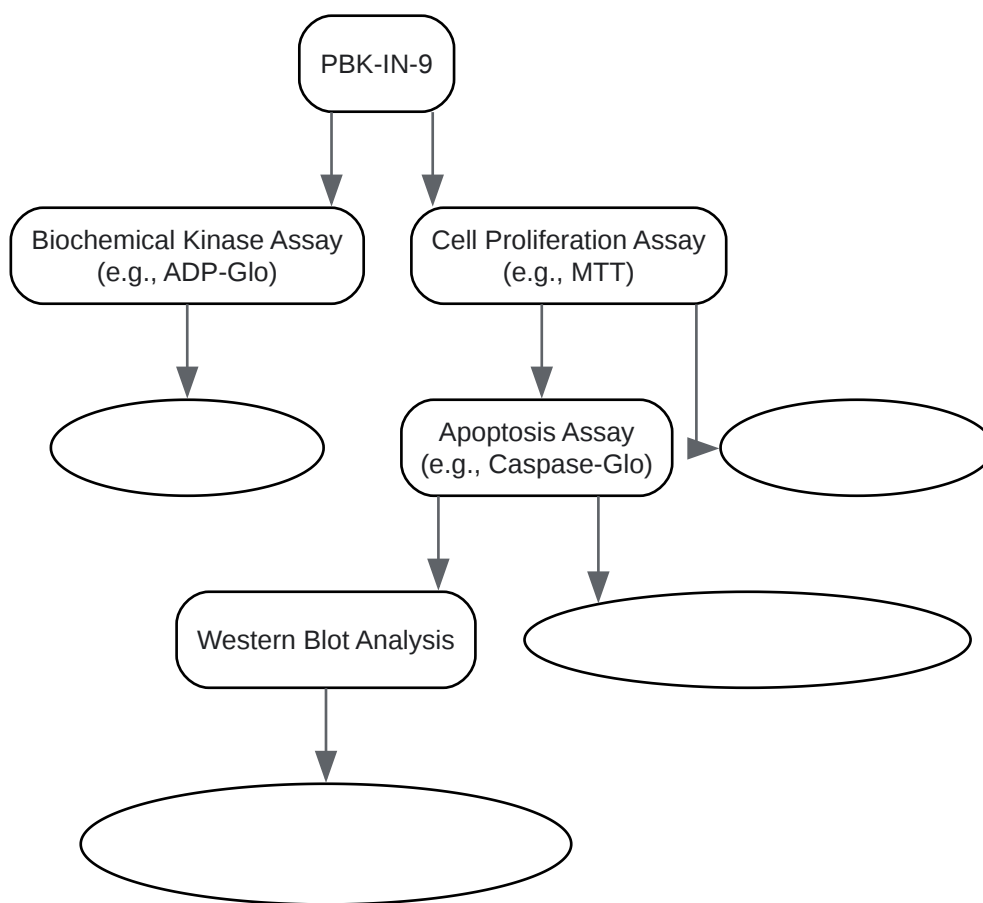 PBK-IN-9
Biochemical Kinase Assay
(e.g., ADP-Glo)
Cell Proliferation Assay
(e.g., MTT)
Apoptosis Assay
(e.g., Caspase-Glo)
Western Blot Analysis